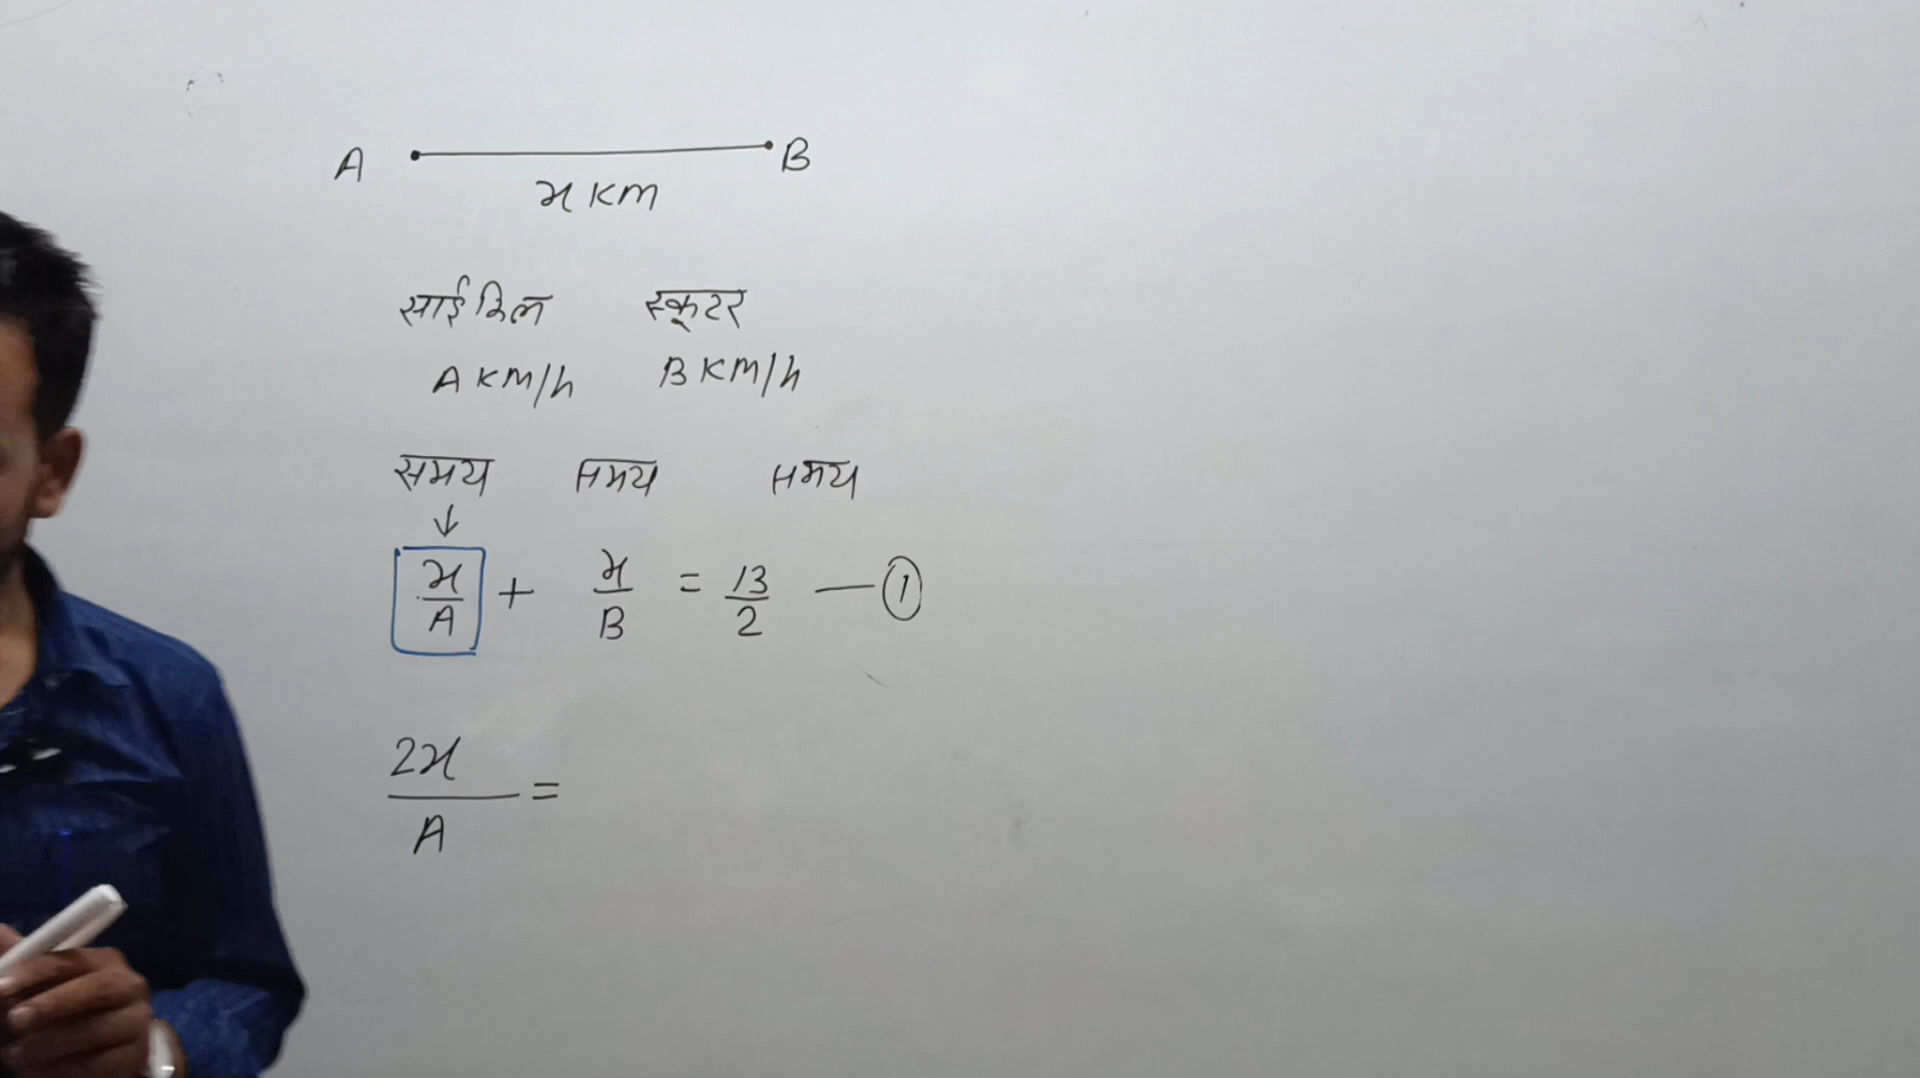 A B
x KM
साईकिल स्कूटर
A KM/h B KM/h
समय समय समय
↓
x/A + x/B = 13/2 — ①
2x/A =